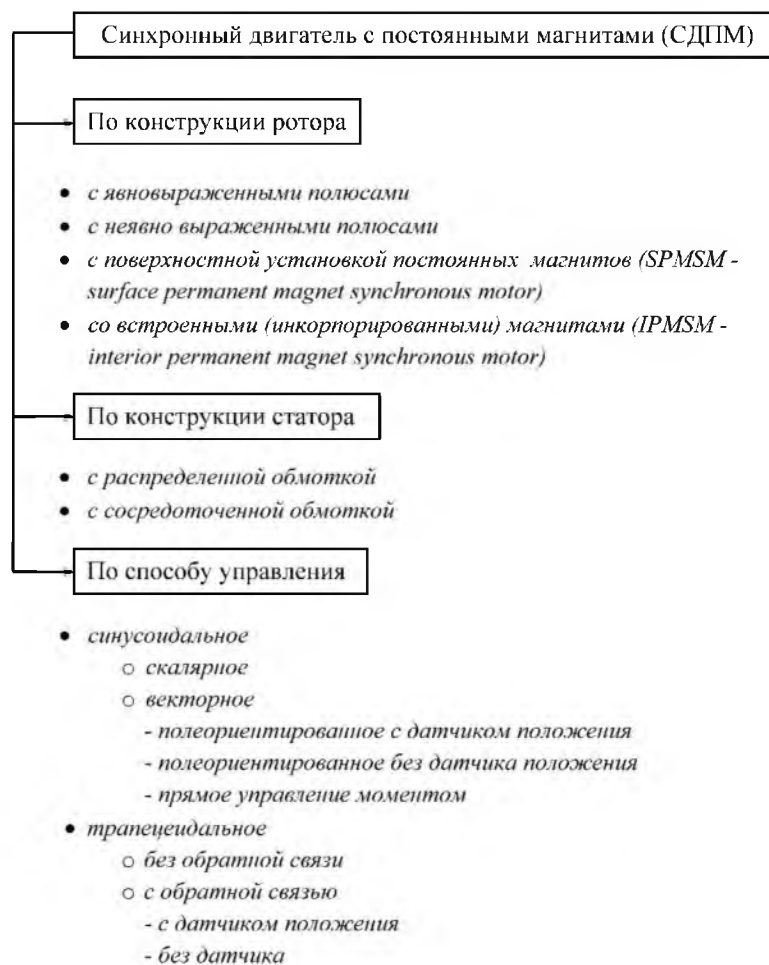 Синхронный двигатель с постоянными магнитами (СДПМ)
По конструкции ротора
• с явновыраженными полюсами
• с неявно выраженными полюсами
• с поверхностной установкой постоянных магнитов (SPMSM -
surface permanent magnet synchronous motor)
• со встроенными (инкорпорированными) магнитами (IPMSM -
interior permanent magnet synchronous motor)
По конструкции статора
• с распределенной обмоткой
• с сосредоточенной обмоткой
По способу управления
• синусоидальное
○ скалярное
○ векторное
- полеориентированное с датчиком положения
- полеориентированное без датчика положения
- прямое управление моментом
• трапецеидальное
○ без обратной связи
○ с обратной связью
- с датчиком положения
- без датчика